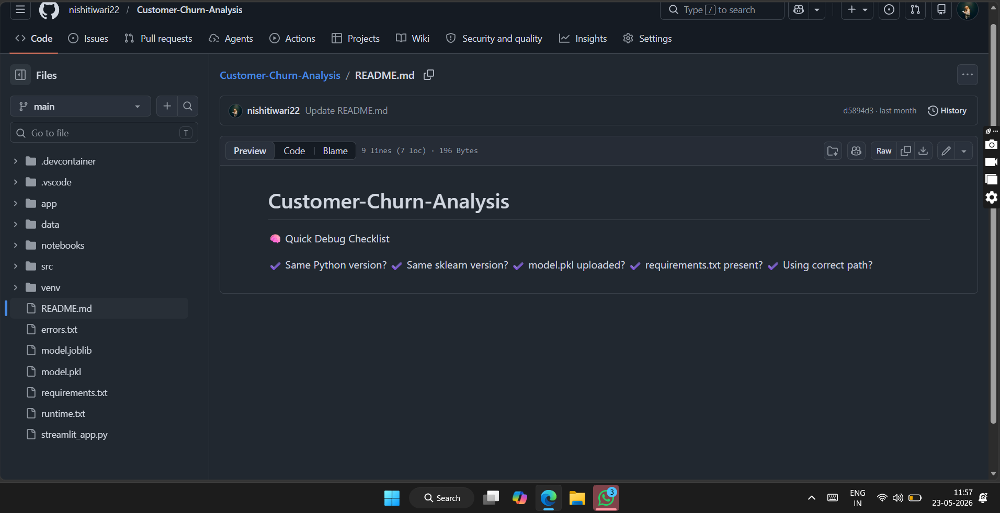 nishitiwari22 / Customer-Churn-Analysis
Type / to search
Code Issues Pull requests Agents Actions Projects Wiki Security and quality Insights Settings
Files
main
Go to file T
.devcontainer
.vscode
app
data
notebooks
src
venv
README.md
errors.txt
model.joblib
model.pkl
requirements.txt
runtime.txt
streamlit_app.py
Customer-Churn-Analysis / README.md
nishitiwari22 Update README.md d5894d3 · last month History
Preview Code Blame 9 lines (7 loc) · 196 Bytes Raw
Customer-Churn-Analysis
🧠 Quick Debug Checklist
✔ Same Python version? ✔ Same sklearn version? ✔ model.pkl uploaded? ✔ requirements.txt present? ✔ Using correct path?
Search
3
ENG
IN
11:57
23-05-2026